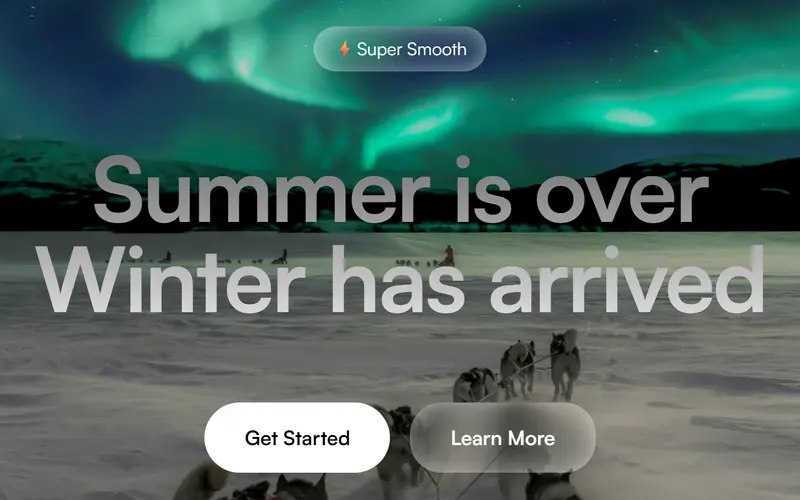 Super Smooth
Summer is over
Winter has arrived
Get Started
Learn More